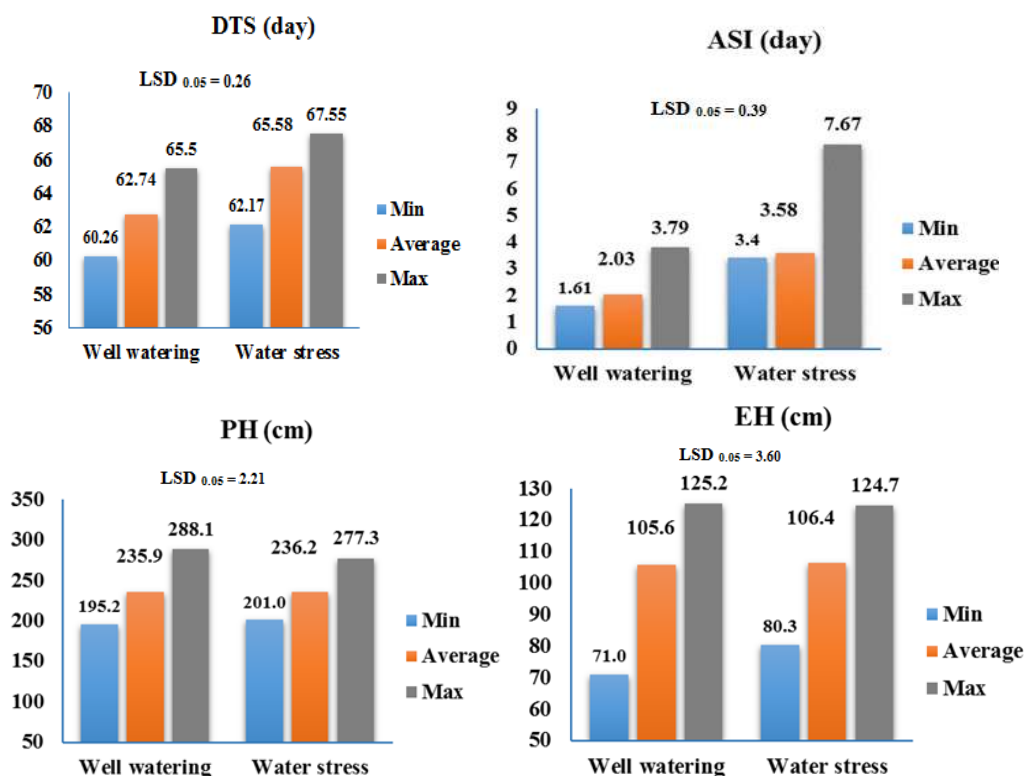 DTS (day)
LSD 0.05 = 0.26
70
68
66
64
62
60
58
56
60.26
62.74
65.5
62.17
65.58
67.55
Well watering
Water stress
Min
Average
Max
ASI (day)
LSD 0.05 = 0.39
9
8
7
6
5
4
3
2
1
0
1.61
2.03
3.79
3.4
3.58
7.67
Well watering
Water stress
Min
Average
Max
PH (cm)
LSD 0.05 = 2.21
350
300
250
200
150
100
50
195.2
235.9
288.1
201.0
236.2
277.3
Well watering
Water stress
Min
Average
Max
EH (cm)
LSD 0.05 = 3.60
130
120
110
100
90
80
70
60
50
71.0
105.6
125.2
80.3
106.4
124.7
Well watering
Water stress
Min
Average
Max